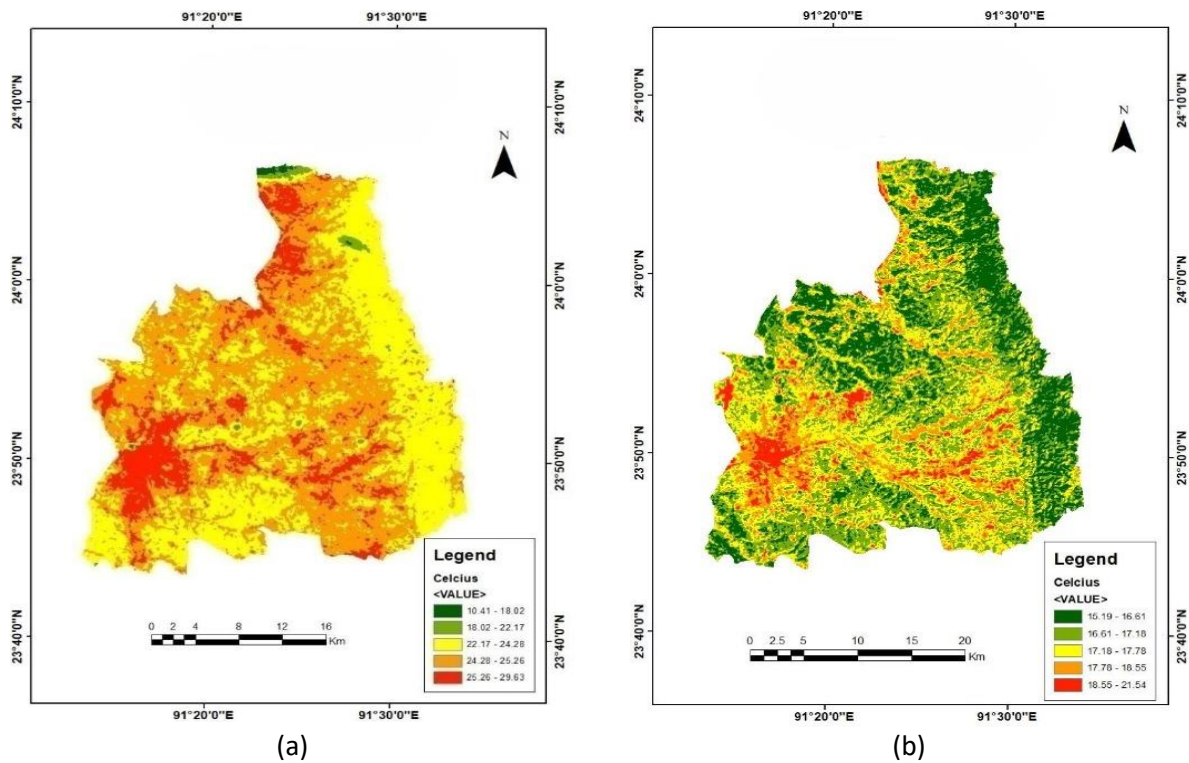 91°20'0"E 91°30'0"E
24°10'0"N 24°10'0"N
N
24°0'0"N 24°0'0"N
23°50'0"N 23°50'0"N
23°40'0"N 23°40'0"N
Legend
Celcius
<VALUE>
10.41 - 18.02
18.02 - 22.17
22.17 - 24.28
24.28 - 25.26
25.26 - 29.63
0 2 4 8 12 16
Km
91°20'0"E 91°30'0"E
(a)
91°20'0"E 91°30'0"E
24°10'0"N 24°10'0"N
N
24°0'0"N 24°0'0"N
23°50'0"N 23°50'0"N
23°40'0"N 23°40'0"N
Legend
Celcius
<VALUE>
15.19 - 16.61
16.61 - 17.18
17.18 - 17.78
17.78 - 18.55
18.55 - 21.54
0 2.5 5 10 15 20
Km
91°20'0"E 91°30'0"E
(b)